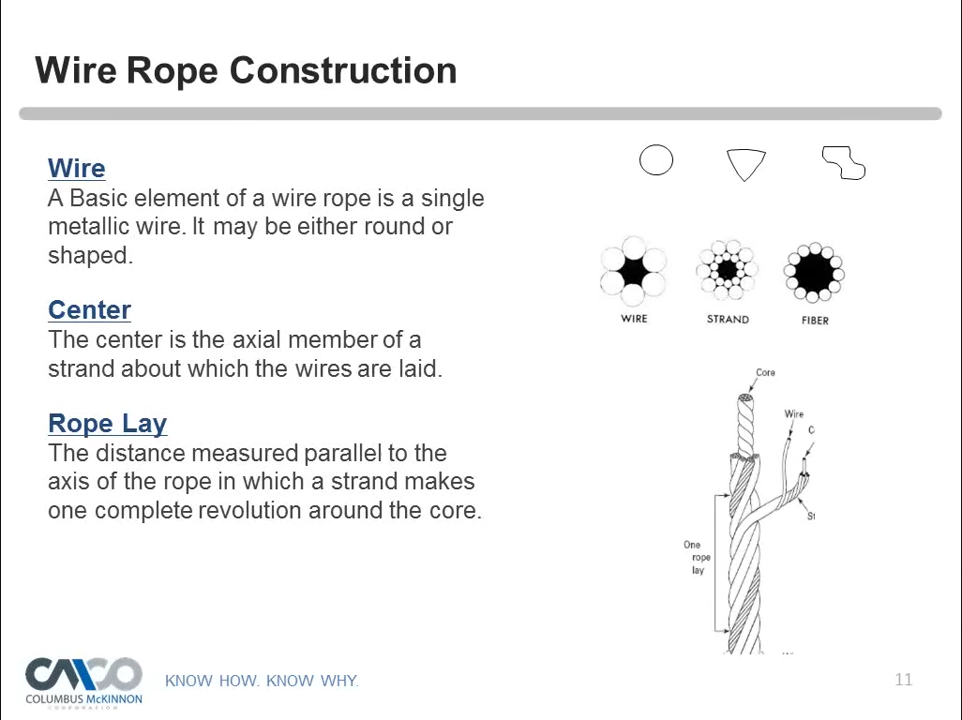 Wire Rope Construction
Wire
A Basic element of a wire rope is a single
metallic wire. It may be either round or
shaped.
Center
The center is the axial member of a
strand about which the wires are laid.
Rope Lay
The distance measured parallel to the
axis of the rope in which a strand makes
one complete revolution around the core.
WIRE
STRAND
FIBER
Core
Wire
C
St
One
rope
lay
CMCO
COLUMBUS McKINNON
CORPORATION
KNOW HOW. KNOW WHY.
11